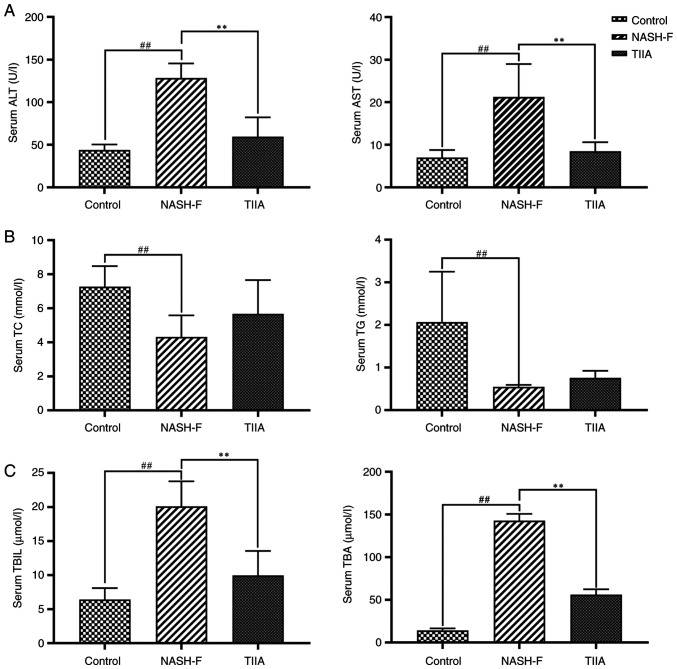 A
Serum ALT (U/l)
200
150
100
50
0
##
**
Control
NASH-F
TIIA
Serum AST (U/l)
40
30
20
10
0
##
**
Control
NASH-F
TIIA
Control
NASH-F
TIIA
B
Serum TC (mmol/l)
10
8
6
4
2
0
##
Control
NASH-F
TIIA
Serum TG (mmol/l)
4
3
2
1
0
##
Control
NASH-F
TIIA
C
Serum TBIL (μmol/l)
25
20
15
10
5
0
##
**
Control
NASH-F
TIIA
Serum TBA (μmol/l)
200
150
100
50
0
##
**
Control
NASH-F
TIIA